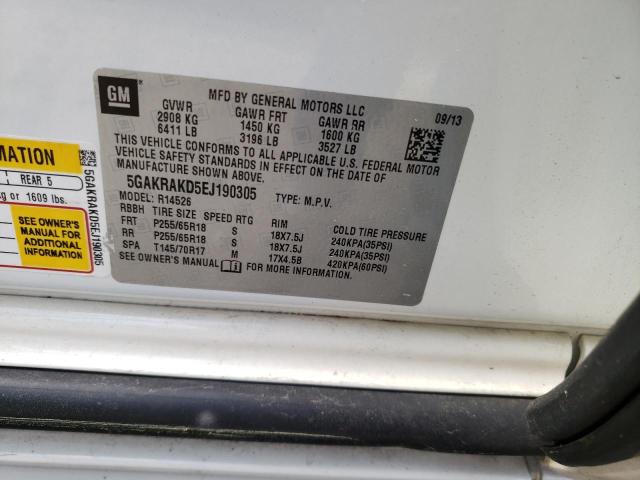 GM
MFD BY GENERAL MOTORS LLC
09/13
GVWR GAWR FRT GAWR RR
2908 KG 1450 KG 1600 KG
6411 LB 3196 LB 3527 LB
THIS VEHICLE CONFORMS TO ALL APPLICABLE U.S. FEDERAL MOTOR
VEHICLE SAFETY STANDARDS IN EFFECT ON THE DATE OF
MANUFACTURE SHOWN ABOVE.
5GAKRAKD5EJ190305 TYPE: M.P.V.
MODEL: R14526
RBBH TIRE SIZE SPEED RTG RIM COLD TIRE PRESSURE
FRT P255/65R18 S 18X7.5J 240KPA(35PSI)
RR P255/65R18 S 18X7.5J 240KPA(35PSI)
SPA T145/70R17 M 17X4.5B 420KPA(60PSI)
SEE OWNER'S MANUAL FOR MORE INFORMATION.
MATION
REAR 5
kg or 1609 lbs.
SEE OWNER'S
MANUAL FOR
ADDITIONAL
INFORMATION
5GAKRAKD5EJ190305